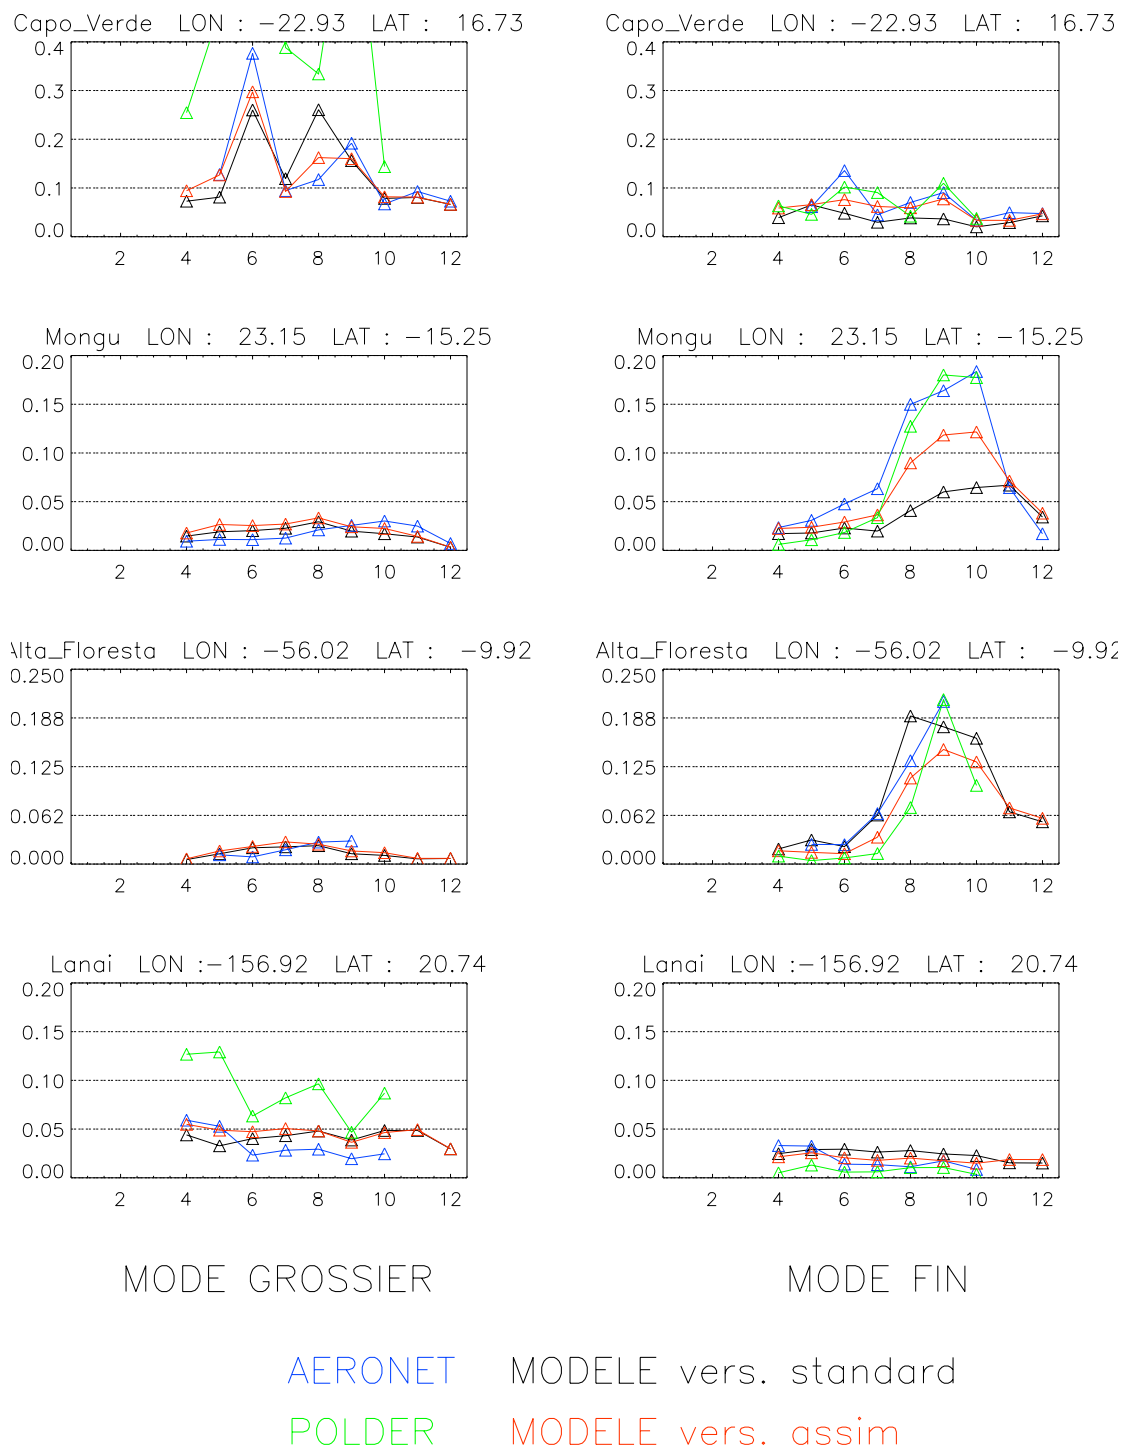 Capo_Verde LON : -22.93 LAT : 16.73
0.4
0.3
0.2
0.1
0.0
2 4 6 8 10 12
Capo_Verde LON : -22.93 LAT : 16.73
0.4
0.3
0.2
0.1
0.0
2 4 6 8 10 12
Mongu LON : 23.15 LAT : -15.25
0.20
0.15
0.10
0.05
0.00
2 4 6 8 10 12
Mongu LON : 23.15 LAT : -15.25
0.20
0.15
0.10
0.05
0.00
2 4 6 8 10 12
Alta_Floresta LON : -56.02 LAT : -9.92
0.250
0.188
0.125
0.062
0.000
2 4 6 8 10 12
Alta_Floresta LON : -56.02 LAT : -9.92
0.250
0.188
0.125
0.062
0.000
2 4 6 8 10 12
Lanai LON :-156.92 LAT : 20.74
0.20
0.15
0.10
0.05
0.00
2 4 6 8 10 12
Lanai LON :-156.92 LAT : 20.74
0.20
0.15
0.10
0.05
0.00
2 4 6 8 10 12
MODE GROSSIER
MODE FIN
AERONET MODELE vers. standard
POLDER MODELE vers. assim